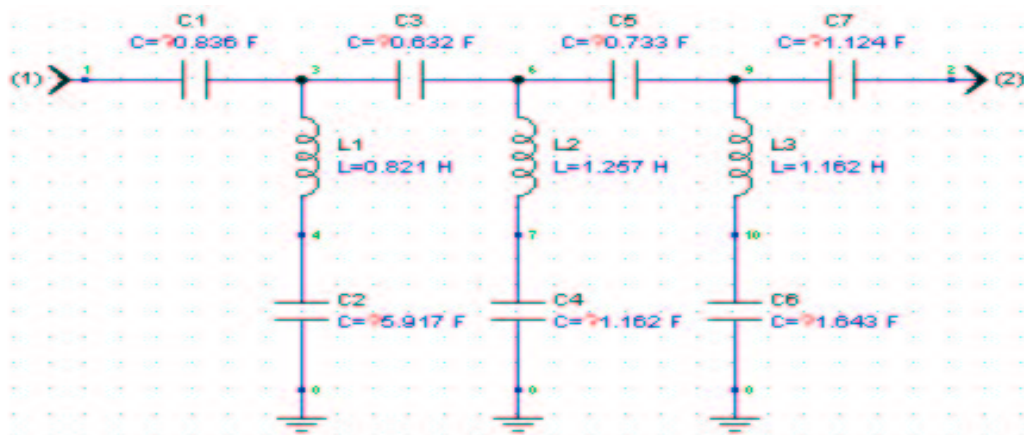 C1 C3 C5 C7
C=?0.836 F C=?0.632 F C=?0.733 F C=?1.124 F
(1) 1 3 6 9 2 (2)
L1 L2 L3
L=0.821 H L=1.257 H L=1.162 H
4 7 10
C2 C4 C6
C=?5.917 F C=?1.162 F C=?1.643 F
0 0 0